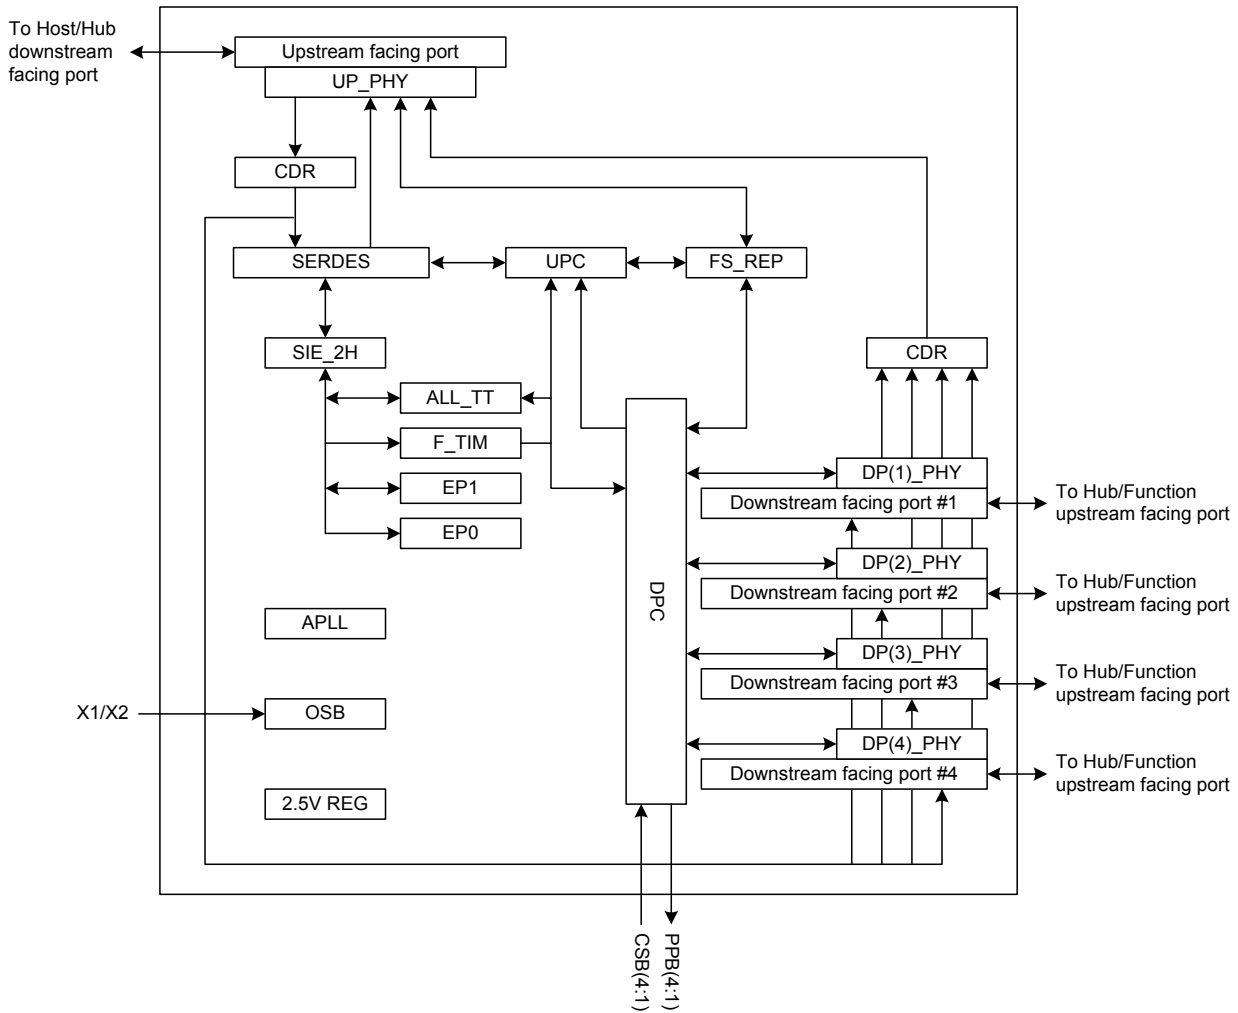 To Host/Hub
downstream
facing port
Upstream facing port
UP_PHY
CDR
SERDES
UPC
FS_REP
SIE_2H
CDR
ALL_TT
F_TIM
EP1
EP0
DPC
DP(1)_PHY
Downstream facing port #1
To Hub/Function
upstream facing port
DP(2)_PHY
Downstream facing port #2
To Hub/Function
upstream facing port
APLL
DP(3)_PHY
Downstream facing port #3
To Hub/Function
upstream facing port
X1/X2
OSB
DP(4)_PHY
Downstream facing port #4
To Hub/Function
upstream facing port
2.5V REG
CSB(4:1)
PPB(4:1)